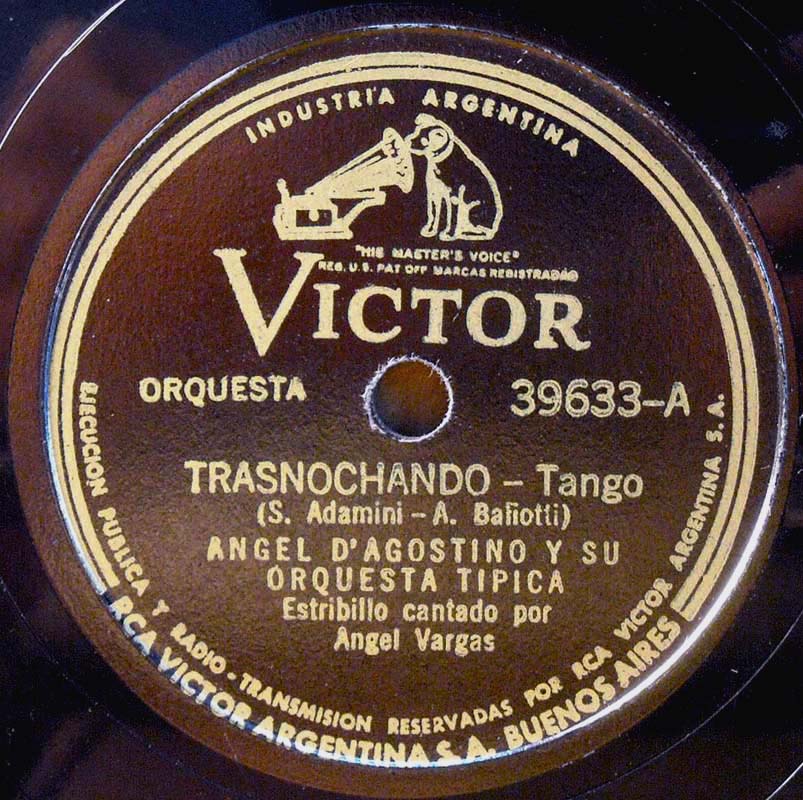 INDUSTRIA ARGENTINA
"HIS MASTER'S VOICE"
REG. U.S. PAT OFF MARCAS REGISTRADAS
VICTOR
ORQUESTA
39633-A
TRASNOCHANDO - Tango
(S. Adamini - A. Baliotti)
ANGEL D'AGOSTINO Y SU
ORQUESTA TIPICA
Estribillo cantado por
Angel Vargas
EJECUCION PUBLICA Y RADIO-TRANSMISION RESERVADAS POR RCA VICTOR ARGENTINA S.A.
RCA VICTOR ARGENTINA S.A. BUENOS AIRES